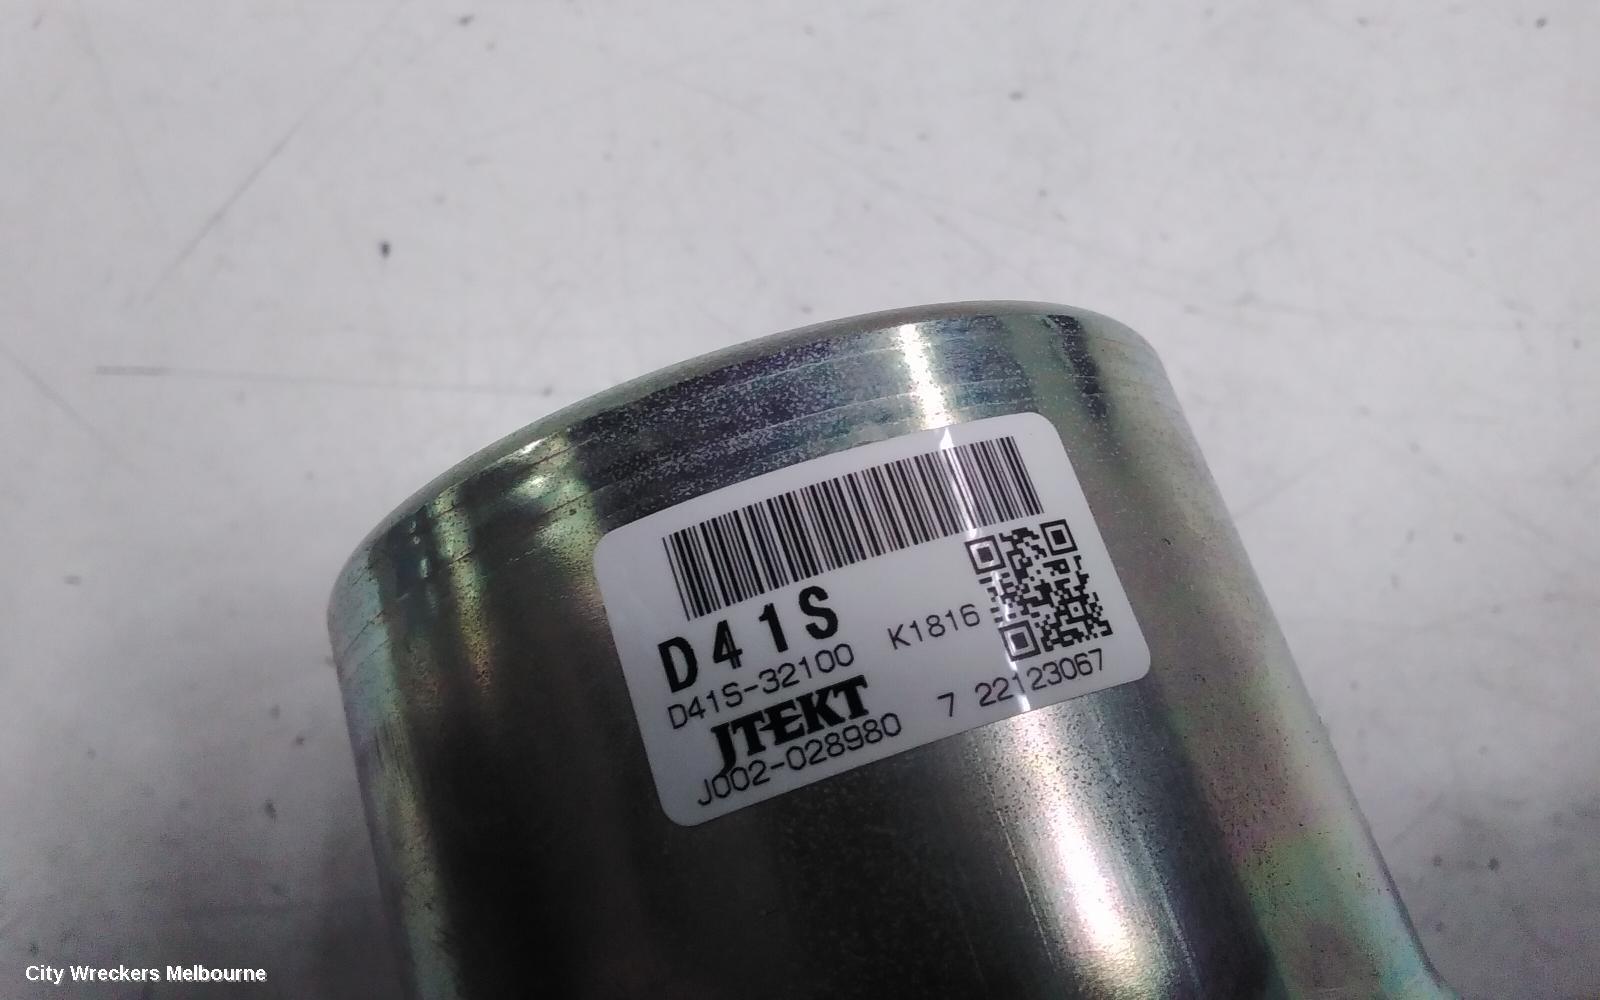 D41S
D41S-32100 K1816
JTEKT
J002-028980 7 22123067
City Wreckers Melbourne